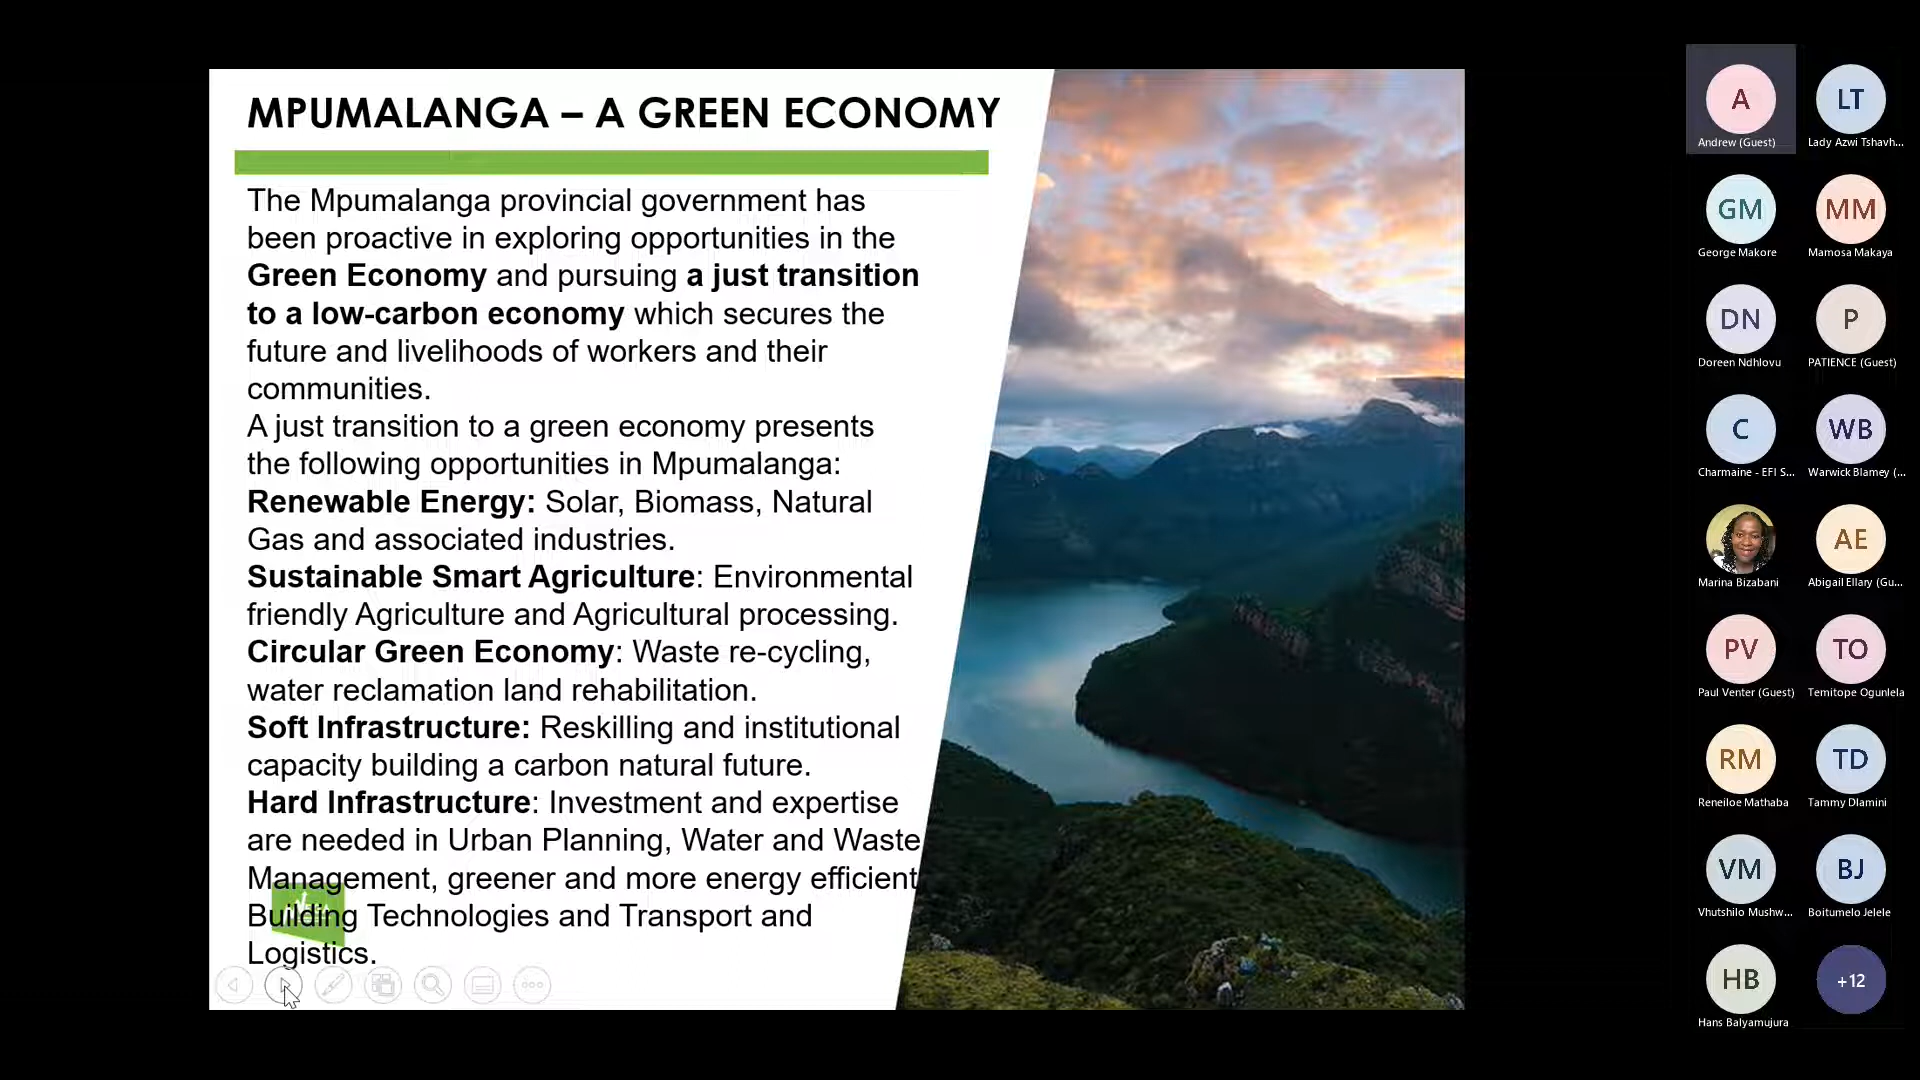 MPUMALANGA – A GREEN ECONOMY
The Mpumalanga provincial government has
been proactive in exploring opportunities in the
Green Economy and pursuing a just transition
to a low-carbon economy which secures the
future and livelihoods of workers and their
communities.
A just transition to a green economy presents
the following opportunities in Mpumalanga:
Renewable Energy: Solar, Biomass, Natural
Gas and associated industries.
Sustainable Smart Agriculture: Environmental
friendly Agriculture and Agricultural processing.
Circular Green Economy: Waste re-cycling,
water reclamation land rehabilitation.
Soft Infrastructure: Reskilling and institutional
capacity building a carbon natural future.
Hard Infrastructure: Investment and expertise
are needed in Urban Planning, Water and Waste
Management, greener and more energy efficient
Building Technologies and Transport and
Logistics.
A
LT
Andrew (Guest)
Lady Azwi Tshavh...
GM
MM
George Makore
Mamosa Makaya
DN
P
Doreen Ndhlovu
PATIENCE (Guest)
C
WB
Charmaine - EFI S...
Warwick Blamey (...
AE
Marina Bizabani
Abigail Ellary (Gu...
PV
TO
Paul Venter (Guest)
Temitope Ogunlela
RM
TD
Reneiloe Mathaba
Tammy Dlamini
VM
BJ
Vhutshilo Mushw...
Boitumelo Jelele
HB
+12
Hans Balyamujura